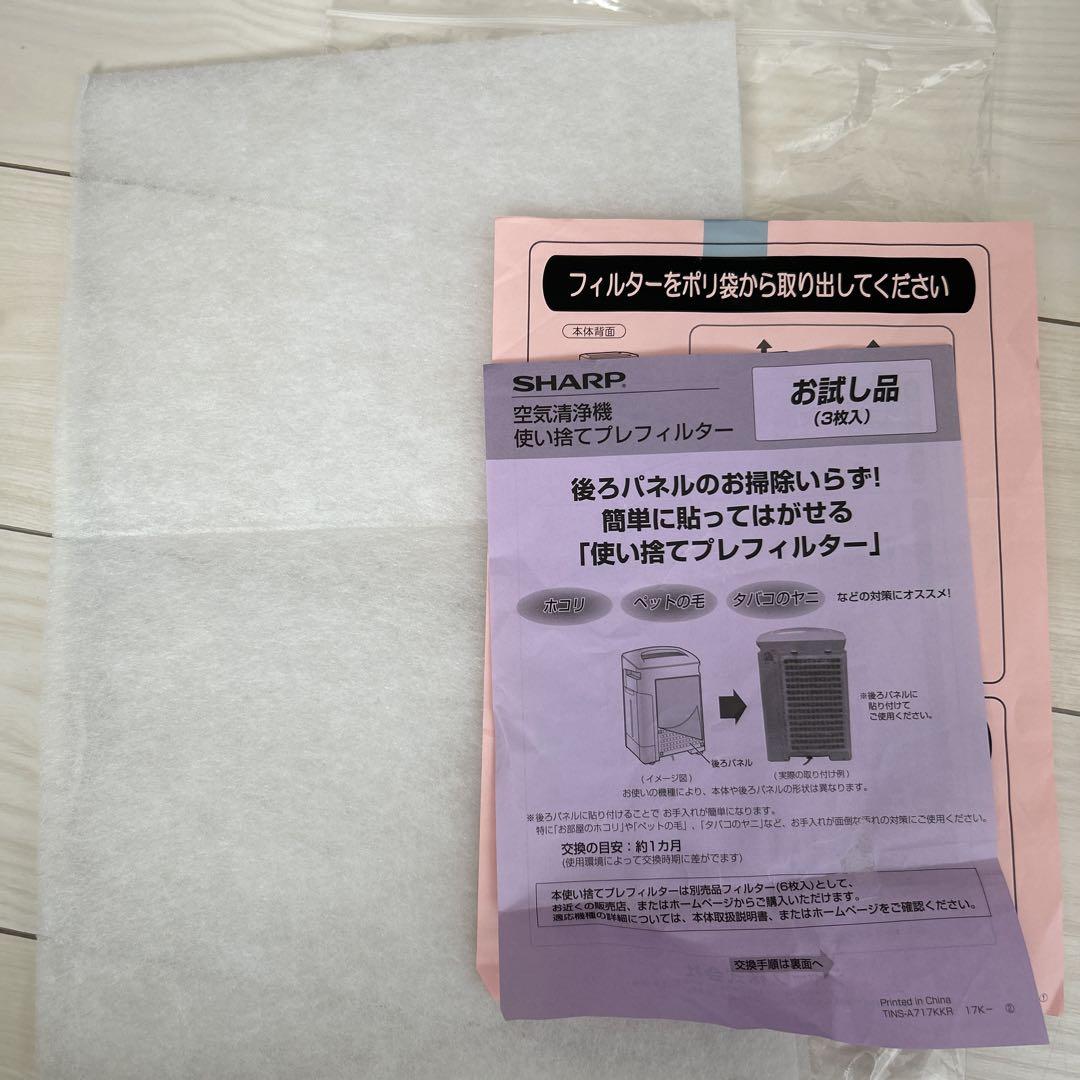 フィルターをポリ袋から取り出してください
本体背面
SHARP
空気清浄機
使い捨てプレフィルター
お試し品
(3枚入)
後ろパネルのお掃除いらず!
簡単に貼ってはがせる
「使い捨てプレフィルター」
ホコリ
ペットの毛
タバコのヤニ
などの対策にオススメ!
※後ろパネルに
貼り付けて
ご使用ください。
後ろパネル
(イメージ図)
(実際の取り付け例)
お使いの機種により、本体や後ろパネルの形状は異なります。
※後ろパネルに貼り付けることで お手入れが簡単になります。
特に「お部屋のホコリ」や「ペットの毛」、「タバコのヤニ」など、お手入れが面倒な汚れの対策にご使用ください。
交換の目安:約1カ月
(使用環境によって交換時期に差がでます)
本使い捨てプレフィルターは別売品フィルター(6枚入)として、
お近くの販売店、またはホームページからご購入いただけます。
適応機種の詳細については、本体取扱説明書、またはホームページをご確認ください。
交換手順は裏面へ
Printed in China
TINS-A717KKR 17K- ②
①